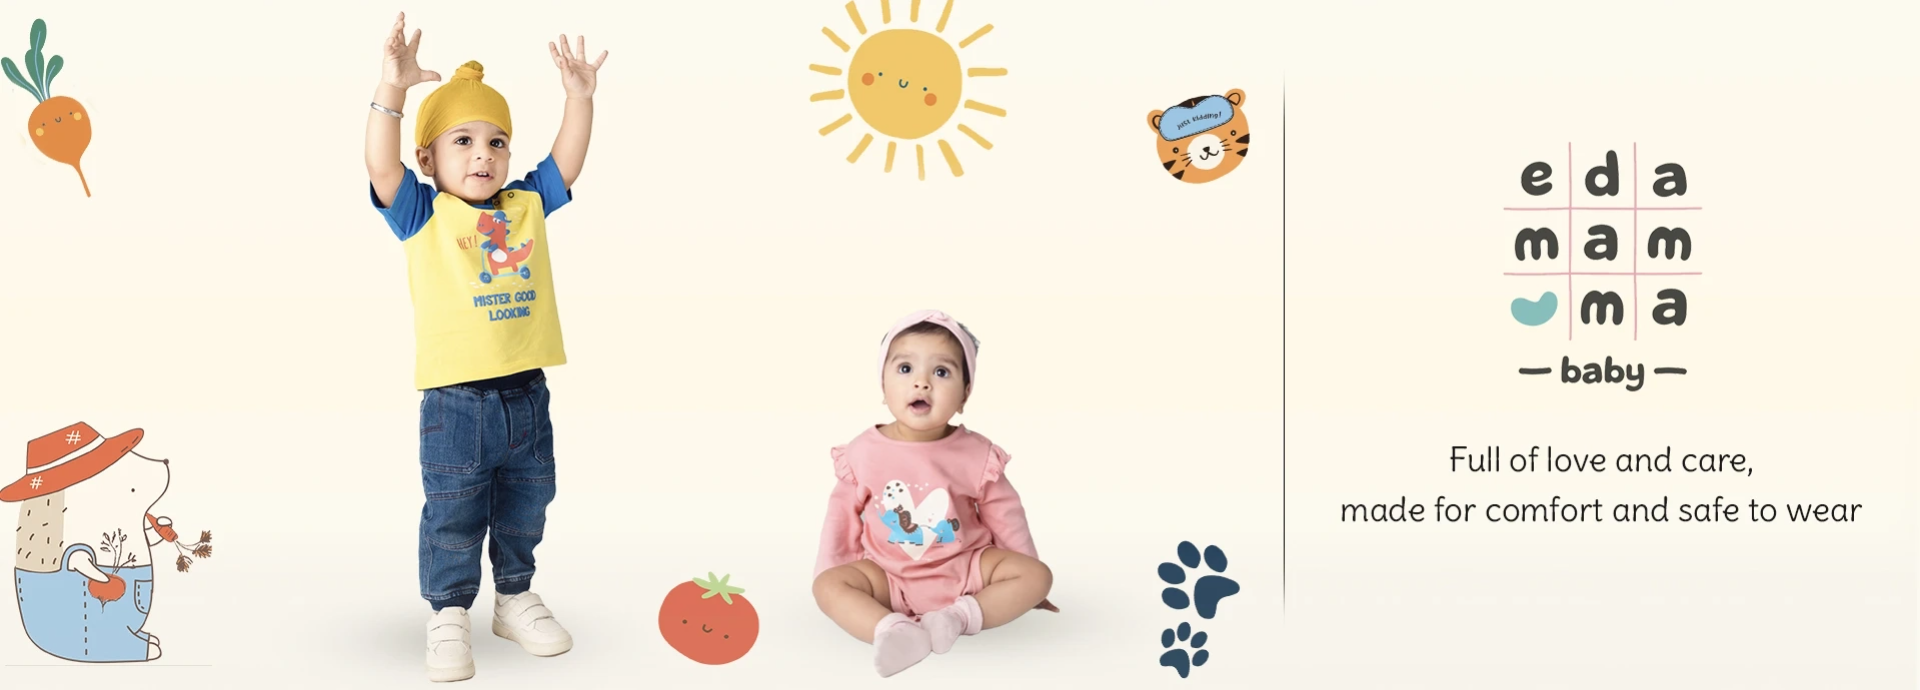 HEY!
MISTER GOOD
LOOKING
just kidding!
e d a
m a m
m a
baby
Full of love and care,
made for comfort and safe to wear